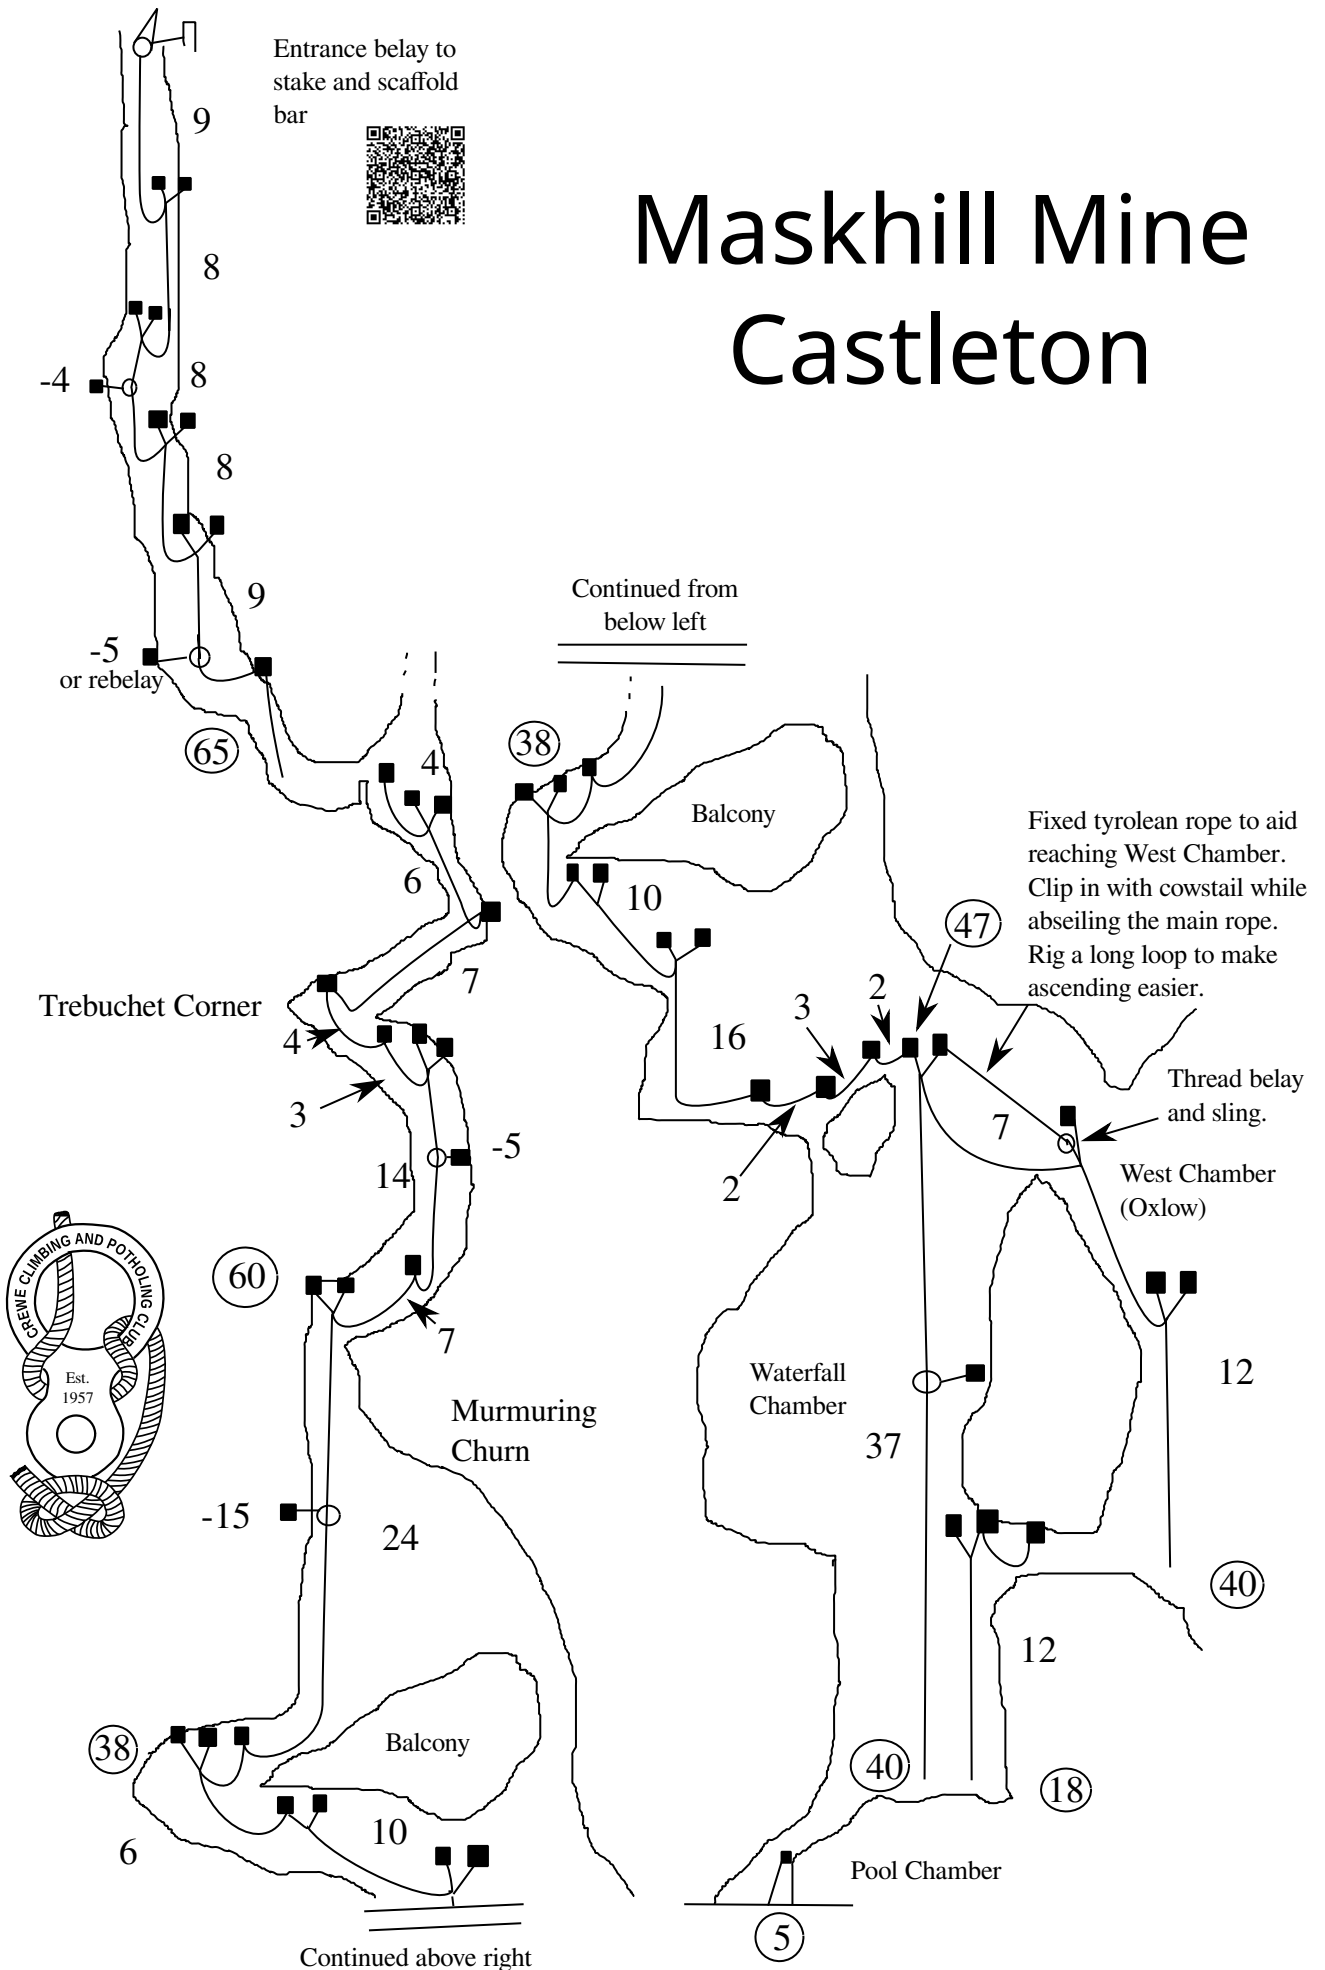 Maskhill Mine
Castleton
Entrance belay to
stake and scaffold
bar
9
8
-4
8
8
9
-5
or rebelay
65
4
6
7
Trebuchet Corner
4
3
14
-5
60
7
Murmuring
Churn
-15
24
38
Balcony
6
10
Continued above right
CREWE CLIMBING AND POTHOLING CLUB
Est.
1957
Continued from
below left
38
Balcony
10
16
2
3
2
47
Fixed tyrolean rope to aid
reaching West Chamber.
Clip in with cowstail while
abseiling the main rope.
Rig a long loop to make
ascending easier.
Thread belay
and sling.
7
West Chamber
(Oxlow)
12
40
Waterfall
Chamber
37
12
40
18
Pool Chamber
5